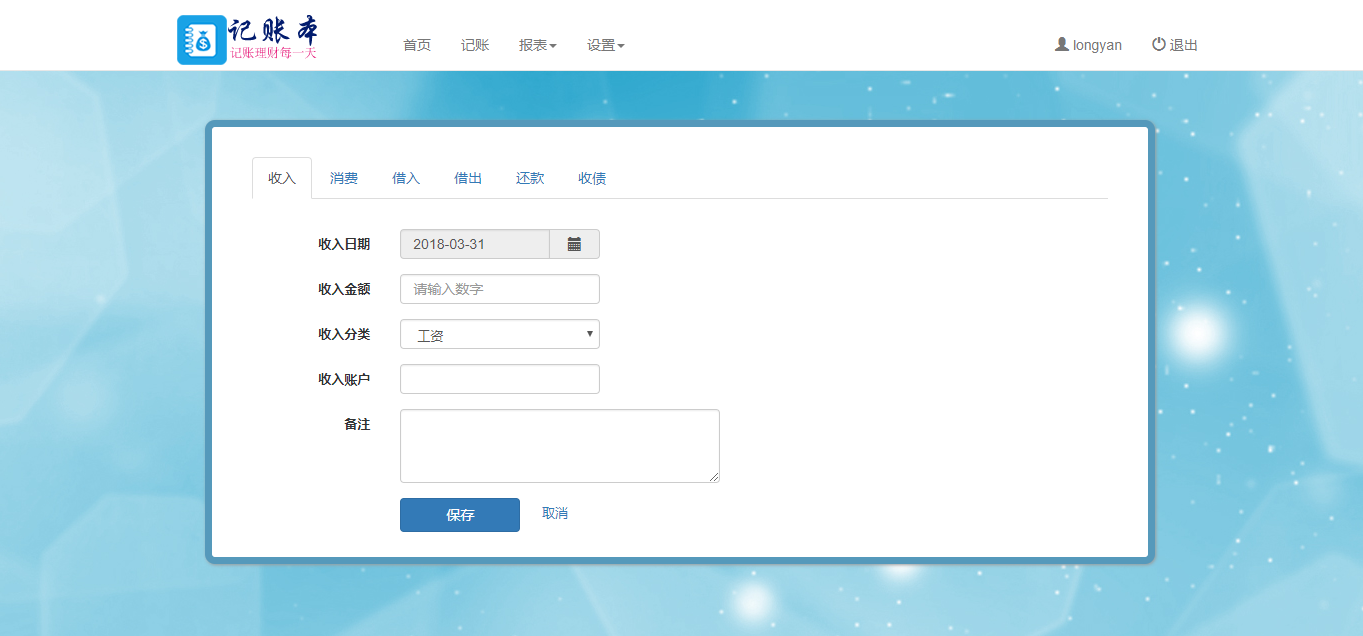 记账本
记账理财每一天
首页 记账 报表 设置 longyan 退出
收入 消费 借入 借出 还款 收债
收入日期 2018-03-31
收入金额 请输入数字
收入分类 工资
收入账户
备注
保存 取消